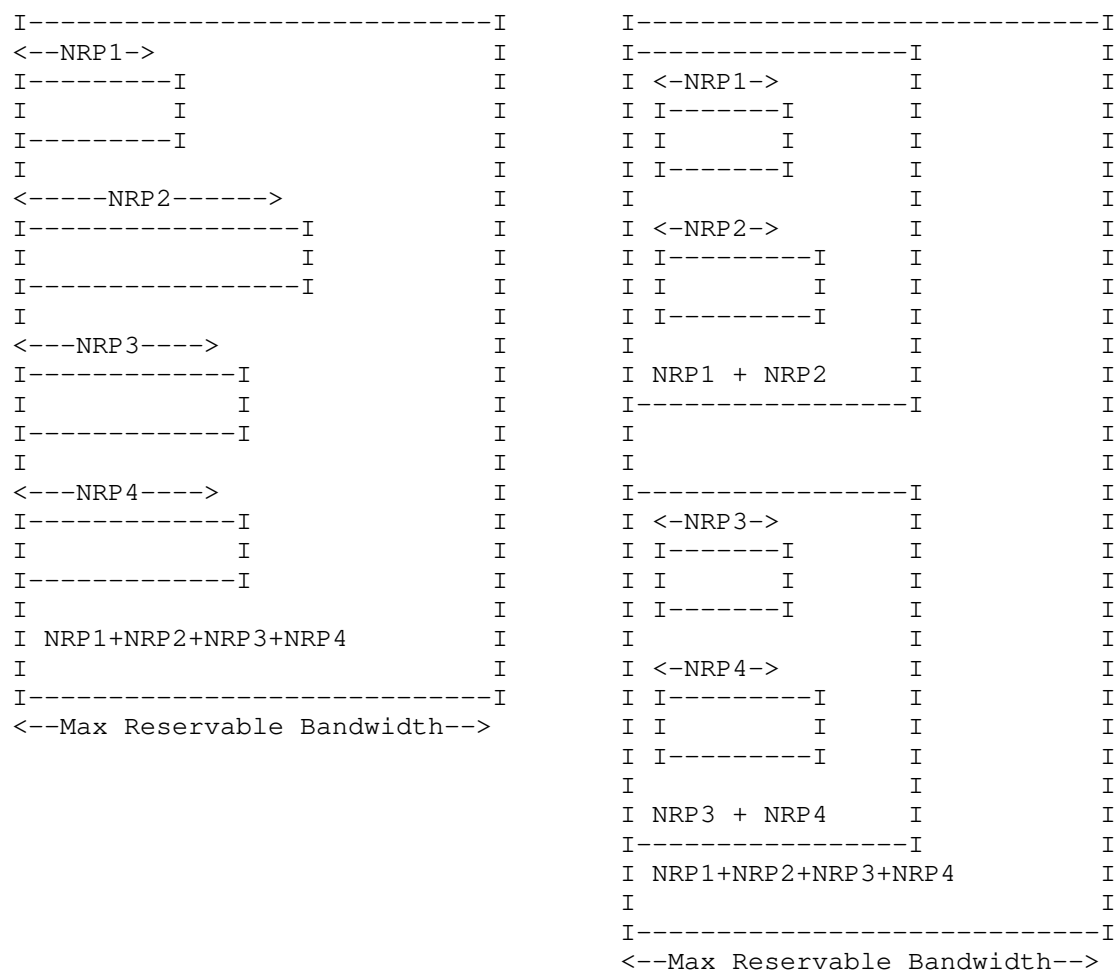 <--NRP1->
<-----NRP2------>
<---NRP3---->
<---NRP4---->
NRP1+NRP2+NRP3+NRP4
<--Max Reservable Bandwidth-->
<-NRP1->
<-NRP2->
NRP1 + NRP2
<-NRP3->
<-NRP4->
NRP3 + NRP4
NRP1+NRP2+NRP3+NRP4
<--Max Reservable Bandwidth-->